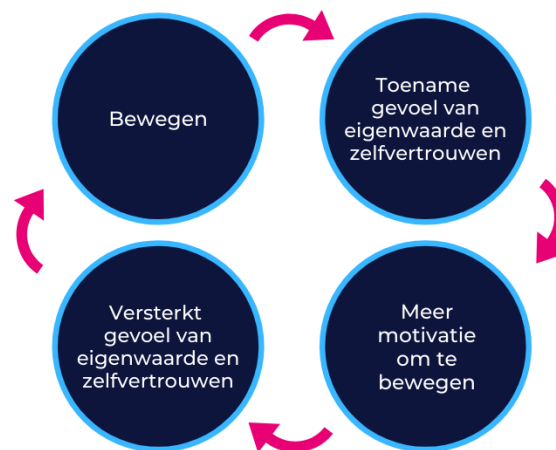 Bewegen
Toename
gevoel van
eigenwaarde en
zelfvertrouwen
Meer
motivatie
om te
bewegen
Versterkt
gevoel van
eigenwaarde en
zelfvertrouwen